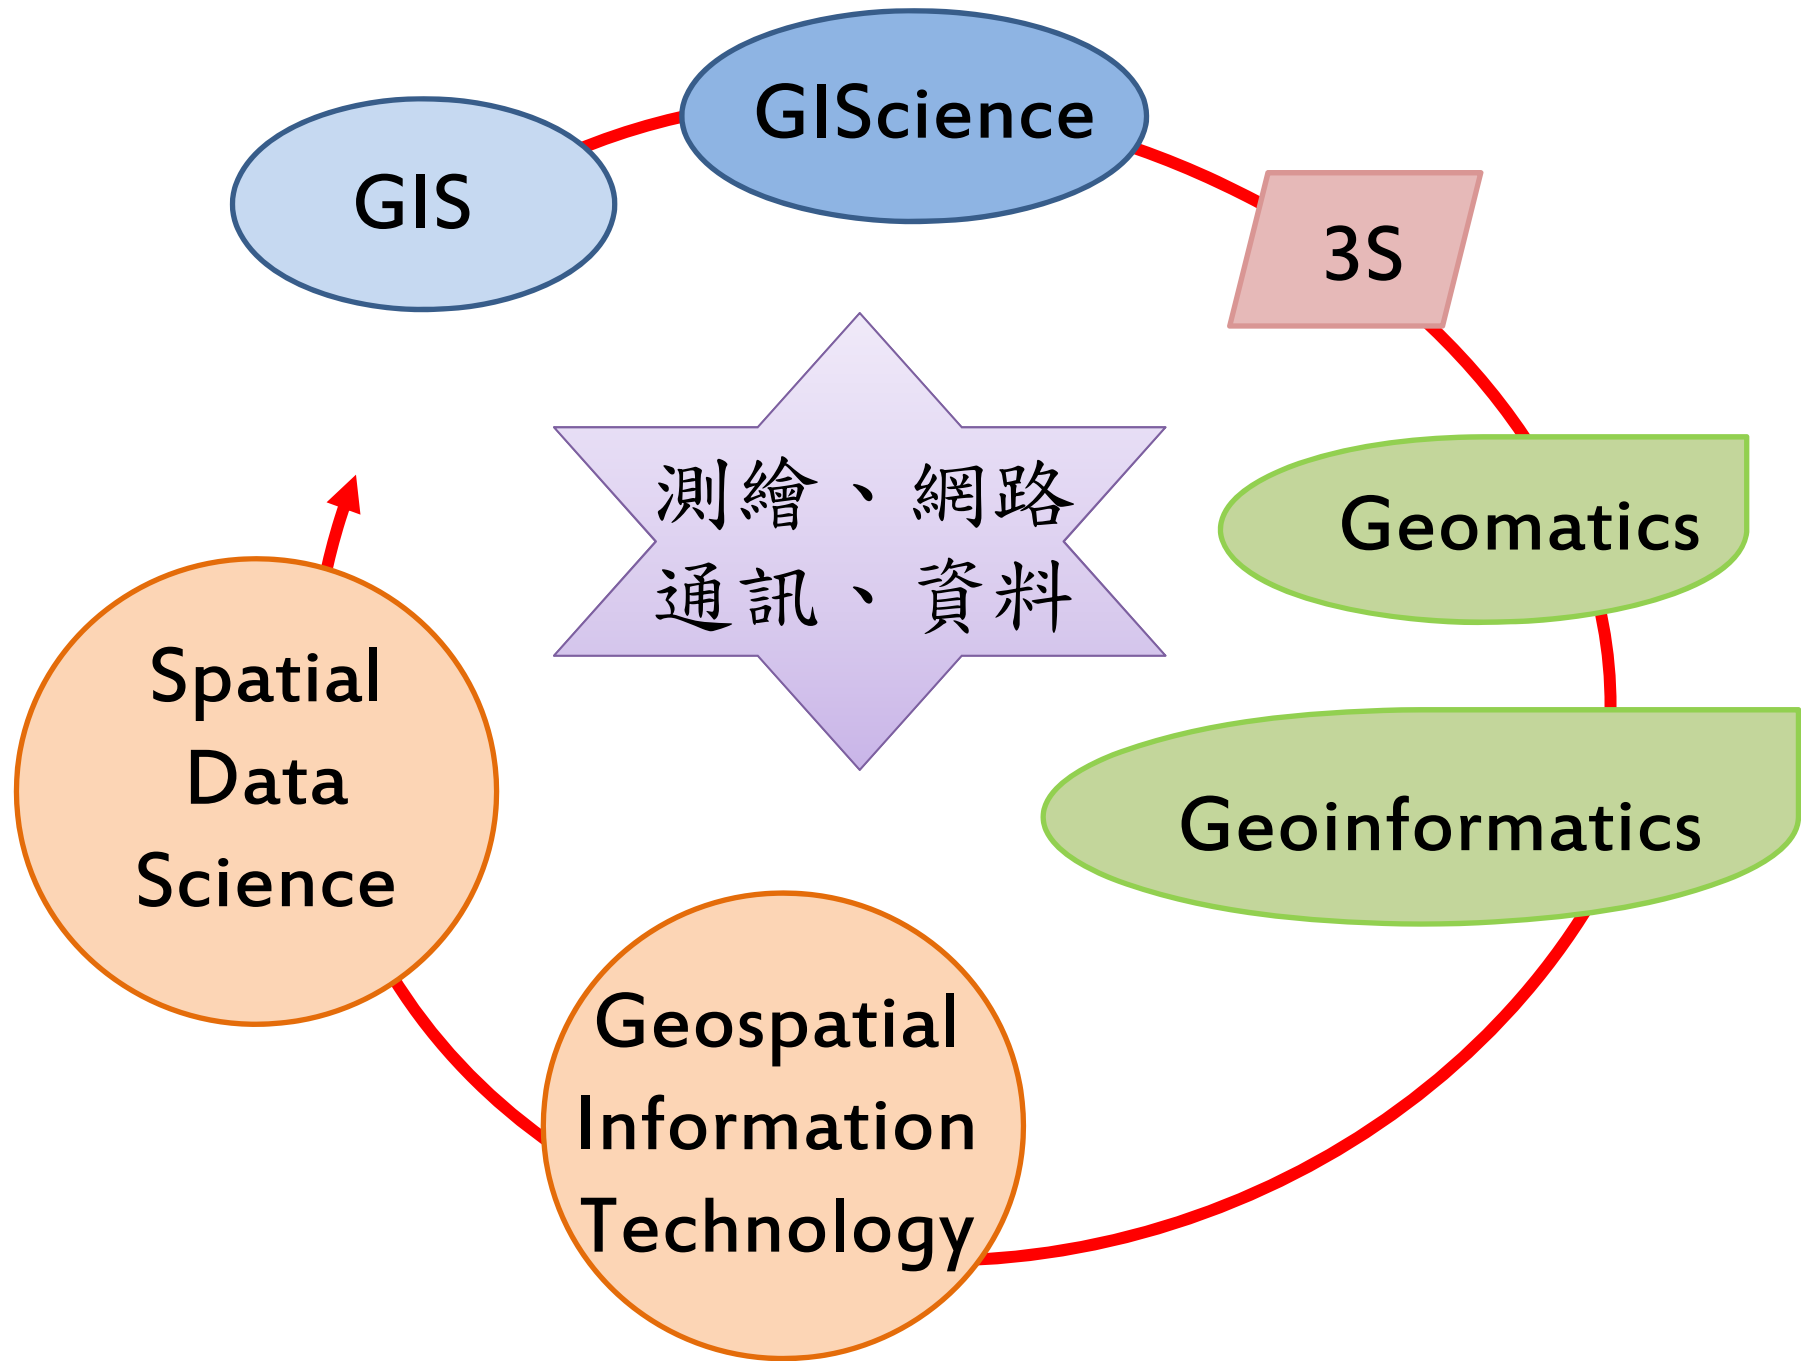 GIS
GIScience
3S
Geomatics
Geoinformatics
Geospatial
Information
Technology
Spatial
Data
Science
測繪、網路
通訊、資料